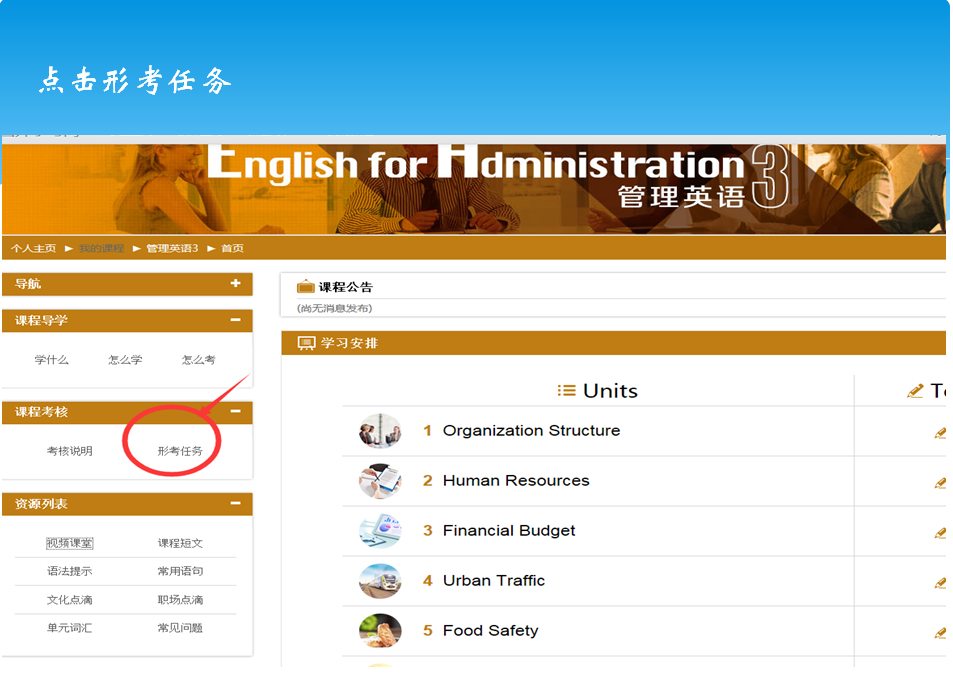 点击形考任务
English for Administration 3
管理英语
个人主页 ► 我的课程 ► 管理英语3 ► 首页
导航
课程导学
学什么 怎么学 怎么考
课程考核
考核说明 形考任务
资源列表
视频课堂 课程短文
语法提示 常用语句
文化点滴 职场点滴
单元词汇 常见问题
课程公告
(尚无消息发布)
学习安排
Units
1 Organization Structure
2 Human Resources
3 Financial Budget
4 Urban Traffic
5 Food Safety